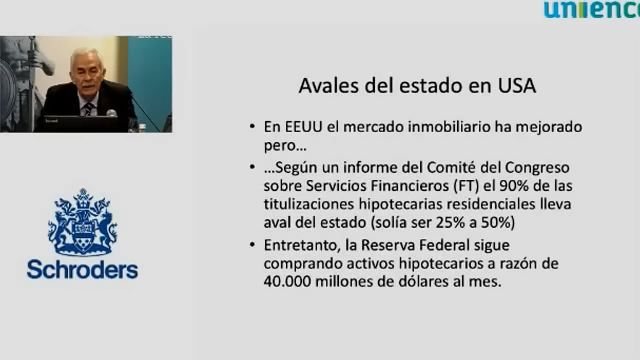 uniienco
Avales del estado en USA
• En EEUU el mercado inmobiliario ha mejorado
pero…
• …Según un informe del Comité del Congreso
sobre Servicios Financieros (FT) el 90% de las
titulizaciones hipotecarias residenciales lleva
aval del estado (solía ser 25% a 50%)
• Entretanto, la Reserva Federal sigue
comprando activos hipotecarios a razón de
40.000 millones de dólares al mes.
Schroders